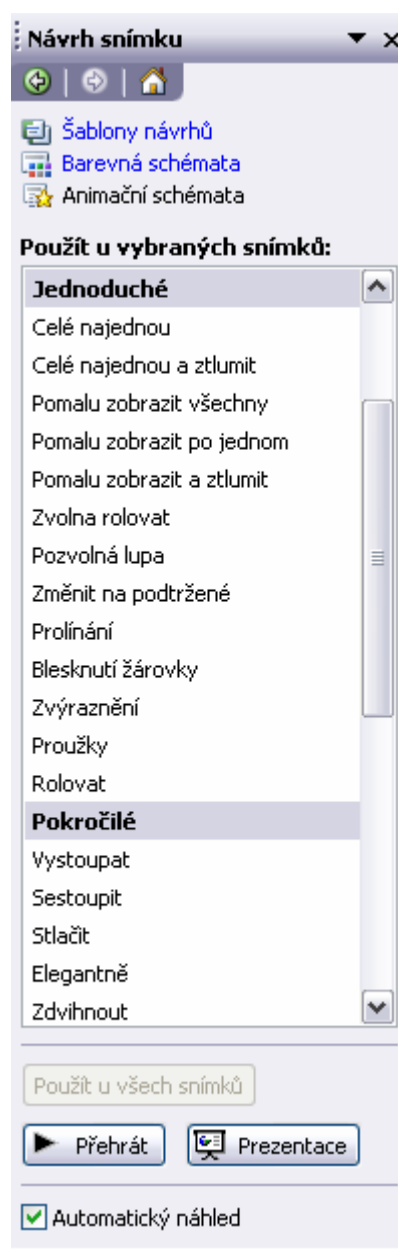 Návrh snímku
Šablony návrhů
Barevná schémata
Animační schémata
Použít u vybraných snímků:
Jednoduché
Celé najednou
Celé najednou a ztlumit
Pomalu zobrazit všechny
Pomalu zobrazit po jednom
Pomalu zobrazit a ztlumit
Zvolna rolovat
Pozvolná lupa
Změnit na podtržené
Prolínání
Blesknutí žárovky
Zvýraznění
Proužky
Rolovat
Pokročilé
Vystoupat
Sestoupit
Stlačit
Elegantně
Zdvihnout
Použít u všech snímků
Přehrát Prezentace
Automatický náhled